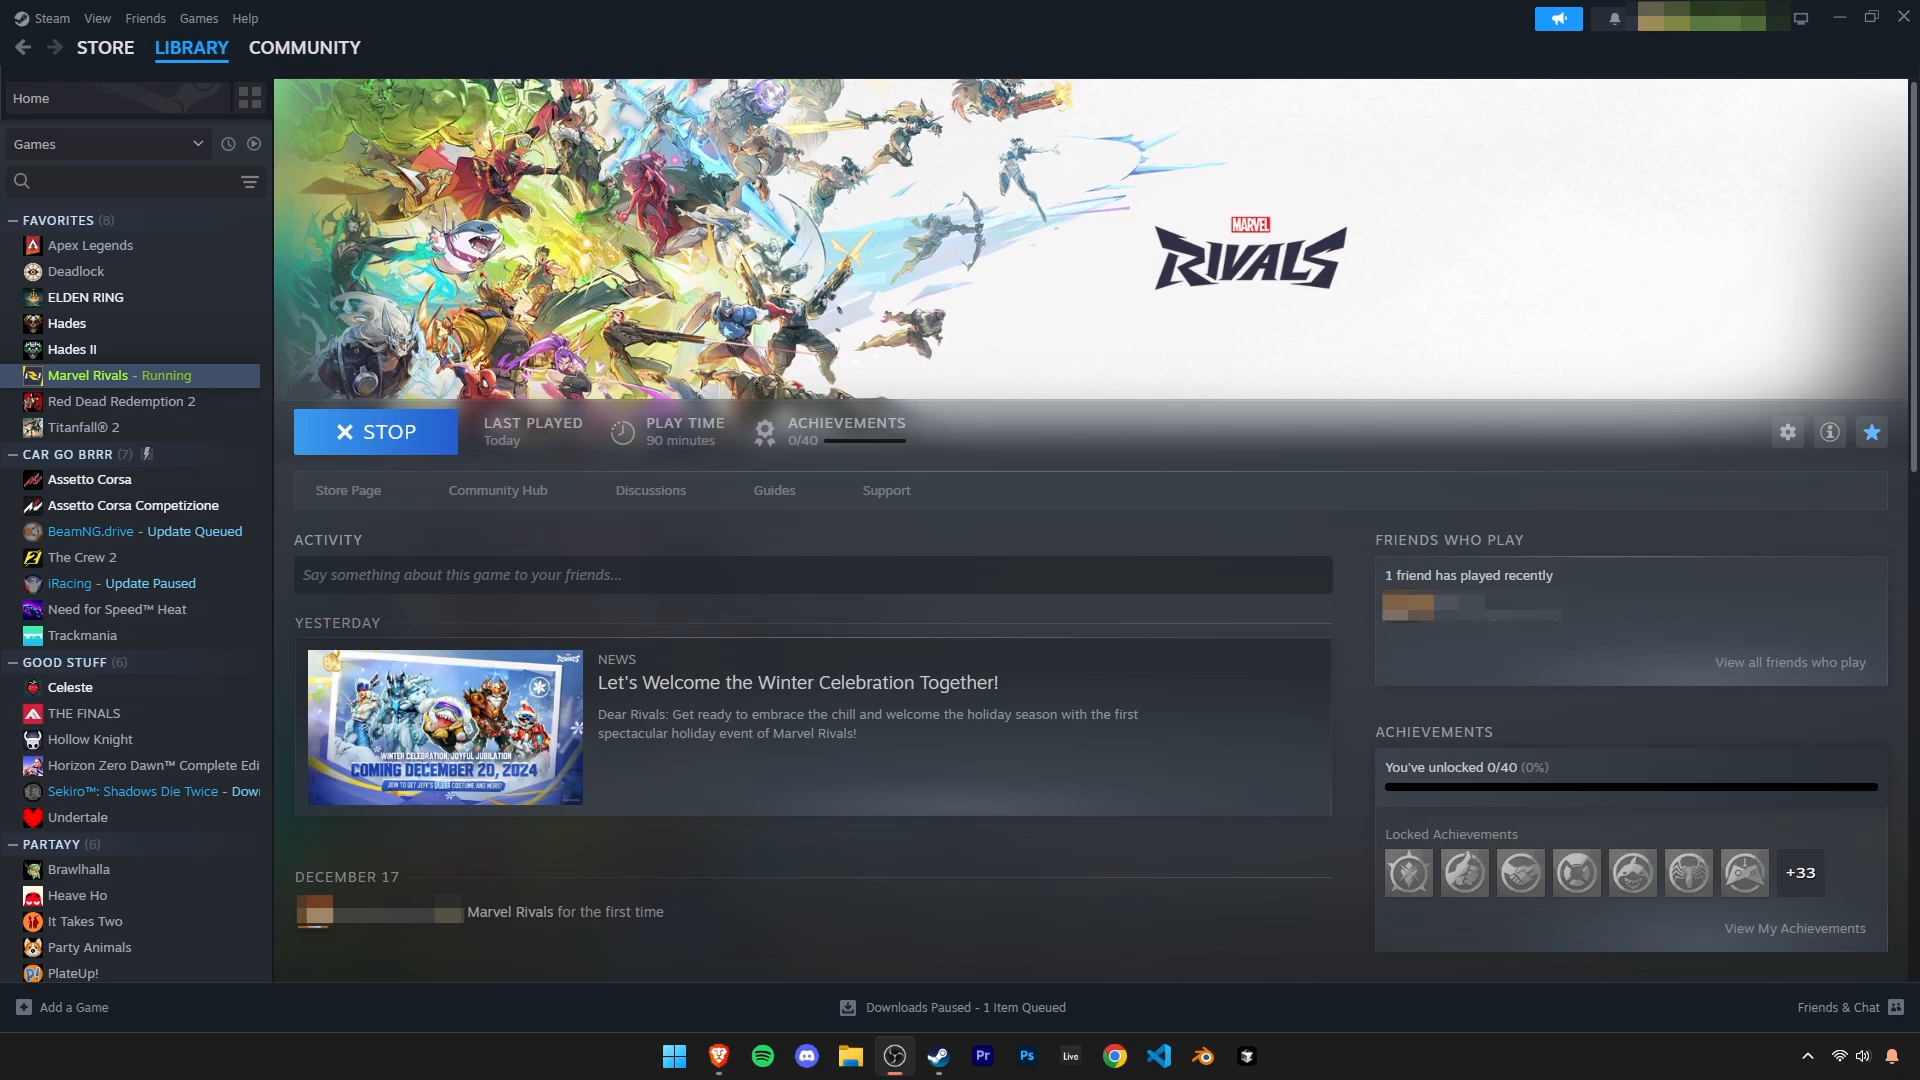 Steam View Friends Games Help
STORE LIBRARY COMMUNITY
Home
Games
FAVORITES (8)
Apex Legends
Deadlock
ELDEN RING
Hades
Hades II
Marvel Rivals - Running
Red Dead Redemption 2
Titanfall® 2
CAR GO BRRR (7)
Assetto Corsa
Assetto Corsa Competizione
BeamNG.drive - Update Queued
The Crew 2
iRacing - Update Paused
Need for Speed™ Heat
Trackmania
GOOD STUFF (6)
Celeste
THE FINALS
Hollow Knight
Horizon Zero Dawn™ Complete Edi
Sekiro™: Shadows Die Twice - Dow
Undertale
PARTAYY (6)
Brawlhalla
Heave Ho
It Takes Two
Party Animals
PlateUp!
MARVEL
RIVALS
STOP
LAST PLAYED
Today
PLAY TIME
90 minutes
ACHIEVEMENTS
0/40
Store Page Community Hub Discussions Guides Support
ACTIVITY
Say something about this game to your friends...
YESTERDAY
RIVALS
WINTER CELEBRATION, JOYFUL JUBILATION
COMING DECEMBER 20, 2024
NEWS
Let's Welcome the Winter Celebration Together!
Dear Rivals: Get ready to embrace the chill and welcome the holiday season with the first
spectacular holiday event of Marvel Rivals!
DECEMBER 17
Marvel Rivals for the first time
FRIENDS WHO PLAY
1 friend has played recently
View all friends who play
ACHIEVEMENTS
You've unlocked 0/40 (0%)
Locked Achievements
+33
View My Achievements
Add a Game
Downloads Paused - 1 Item Queued
Friends & Chat
Pr
Ps
Live